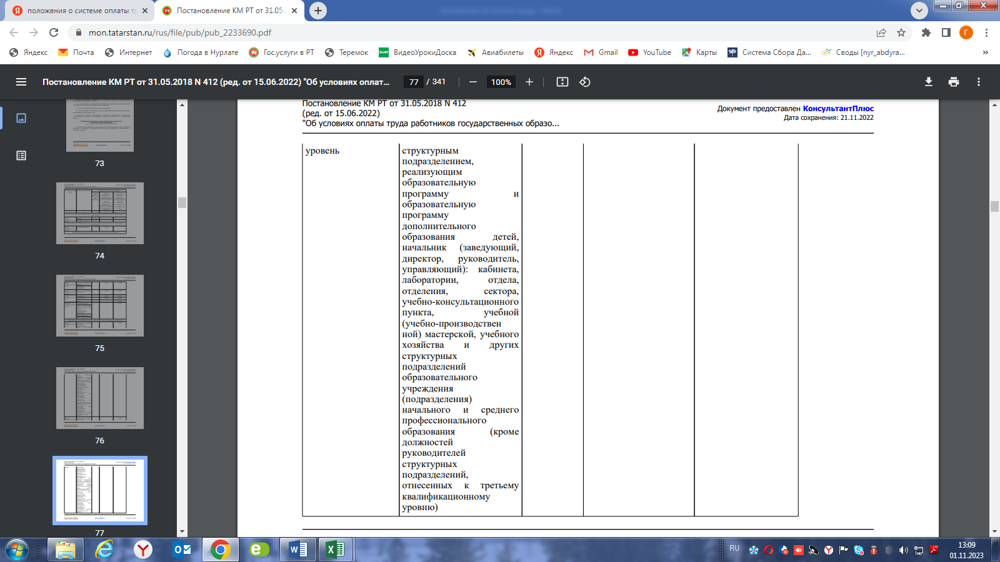 положения о системе оплаты тр
Постановление КМ РТ от 31.05.
mon.tatarstan.ru/rus/file/pub/pub_2233690.pdf
Г
Яндекс
Почта
Интернет
Погода в Нурлате
Гос.услуги в РТ
Теремок
ВидеоУрокиДоска
Авиабилеты
Яндекс
Gmail
YouTube
Карты
Система Сбора Да...
Своды [nyr_abdyra...
»
Постановление КМ РТ от 31.05.2018 N 412 (ред. от 15.06.2022) "Об условиях оплат...
77 / 341
100%
73
74
75
76
77
Постановление КМ РТ от 31.05.2018 N 412
(ред. от 15.06.2022)
"Об условиях оплаты труда работников государственных образо...
Документ предоставлен КонсультантПлюс
Дата сохранения: 21.11.2022
уровень
структурным
подразделением,
реализующим
образовательную
программу и
образовательную
программу
дополнительного
образования детей,
начальник (заведующий,
директор, руководитель,
управляющий): кабинета,
лаборатории, отдела,
отделения, сектора,
учебно-консультационного
пункта, учебной
(учебно-производствен
ной) мастерской, учебного
хозяйства и других
структурных
подразделений
образовательного
учреждения
(подразделения)
начального и среднего
профессионального
образования (кроме
должностей
руководителей
структурных
подразделений,
отнесенных к третьему
квалификационному
уровню)
RU
13:09
01.11.2023